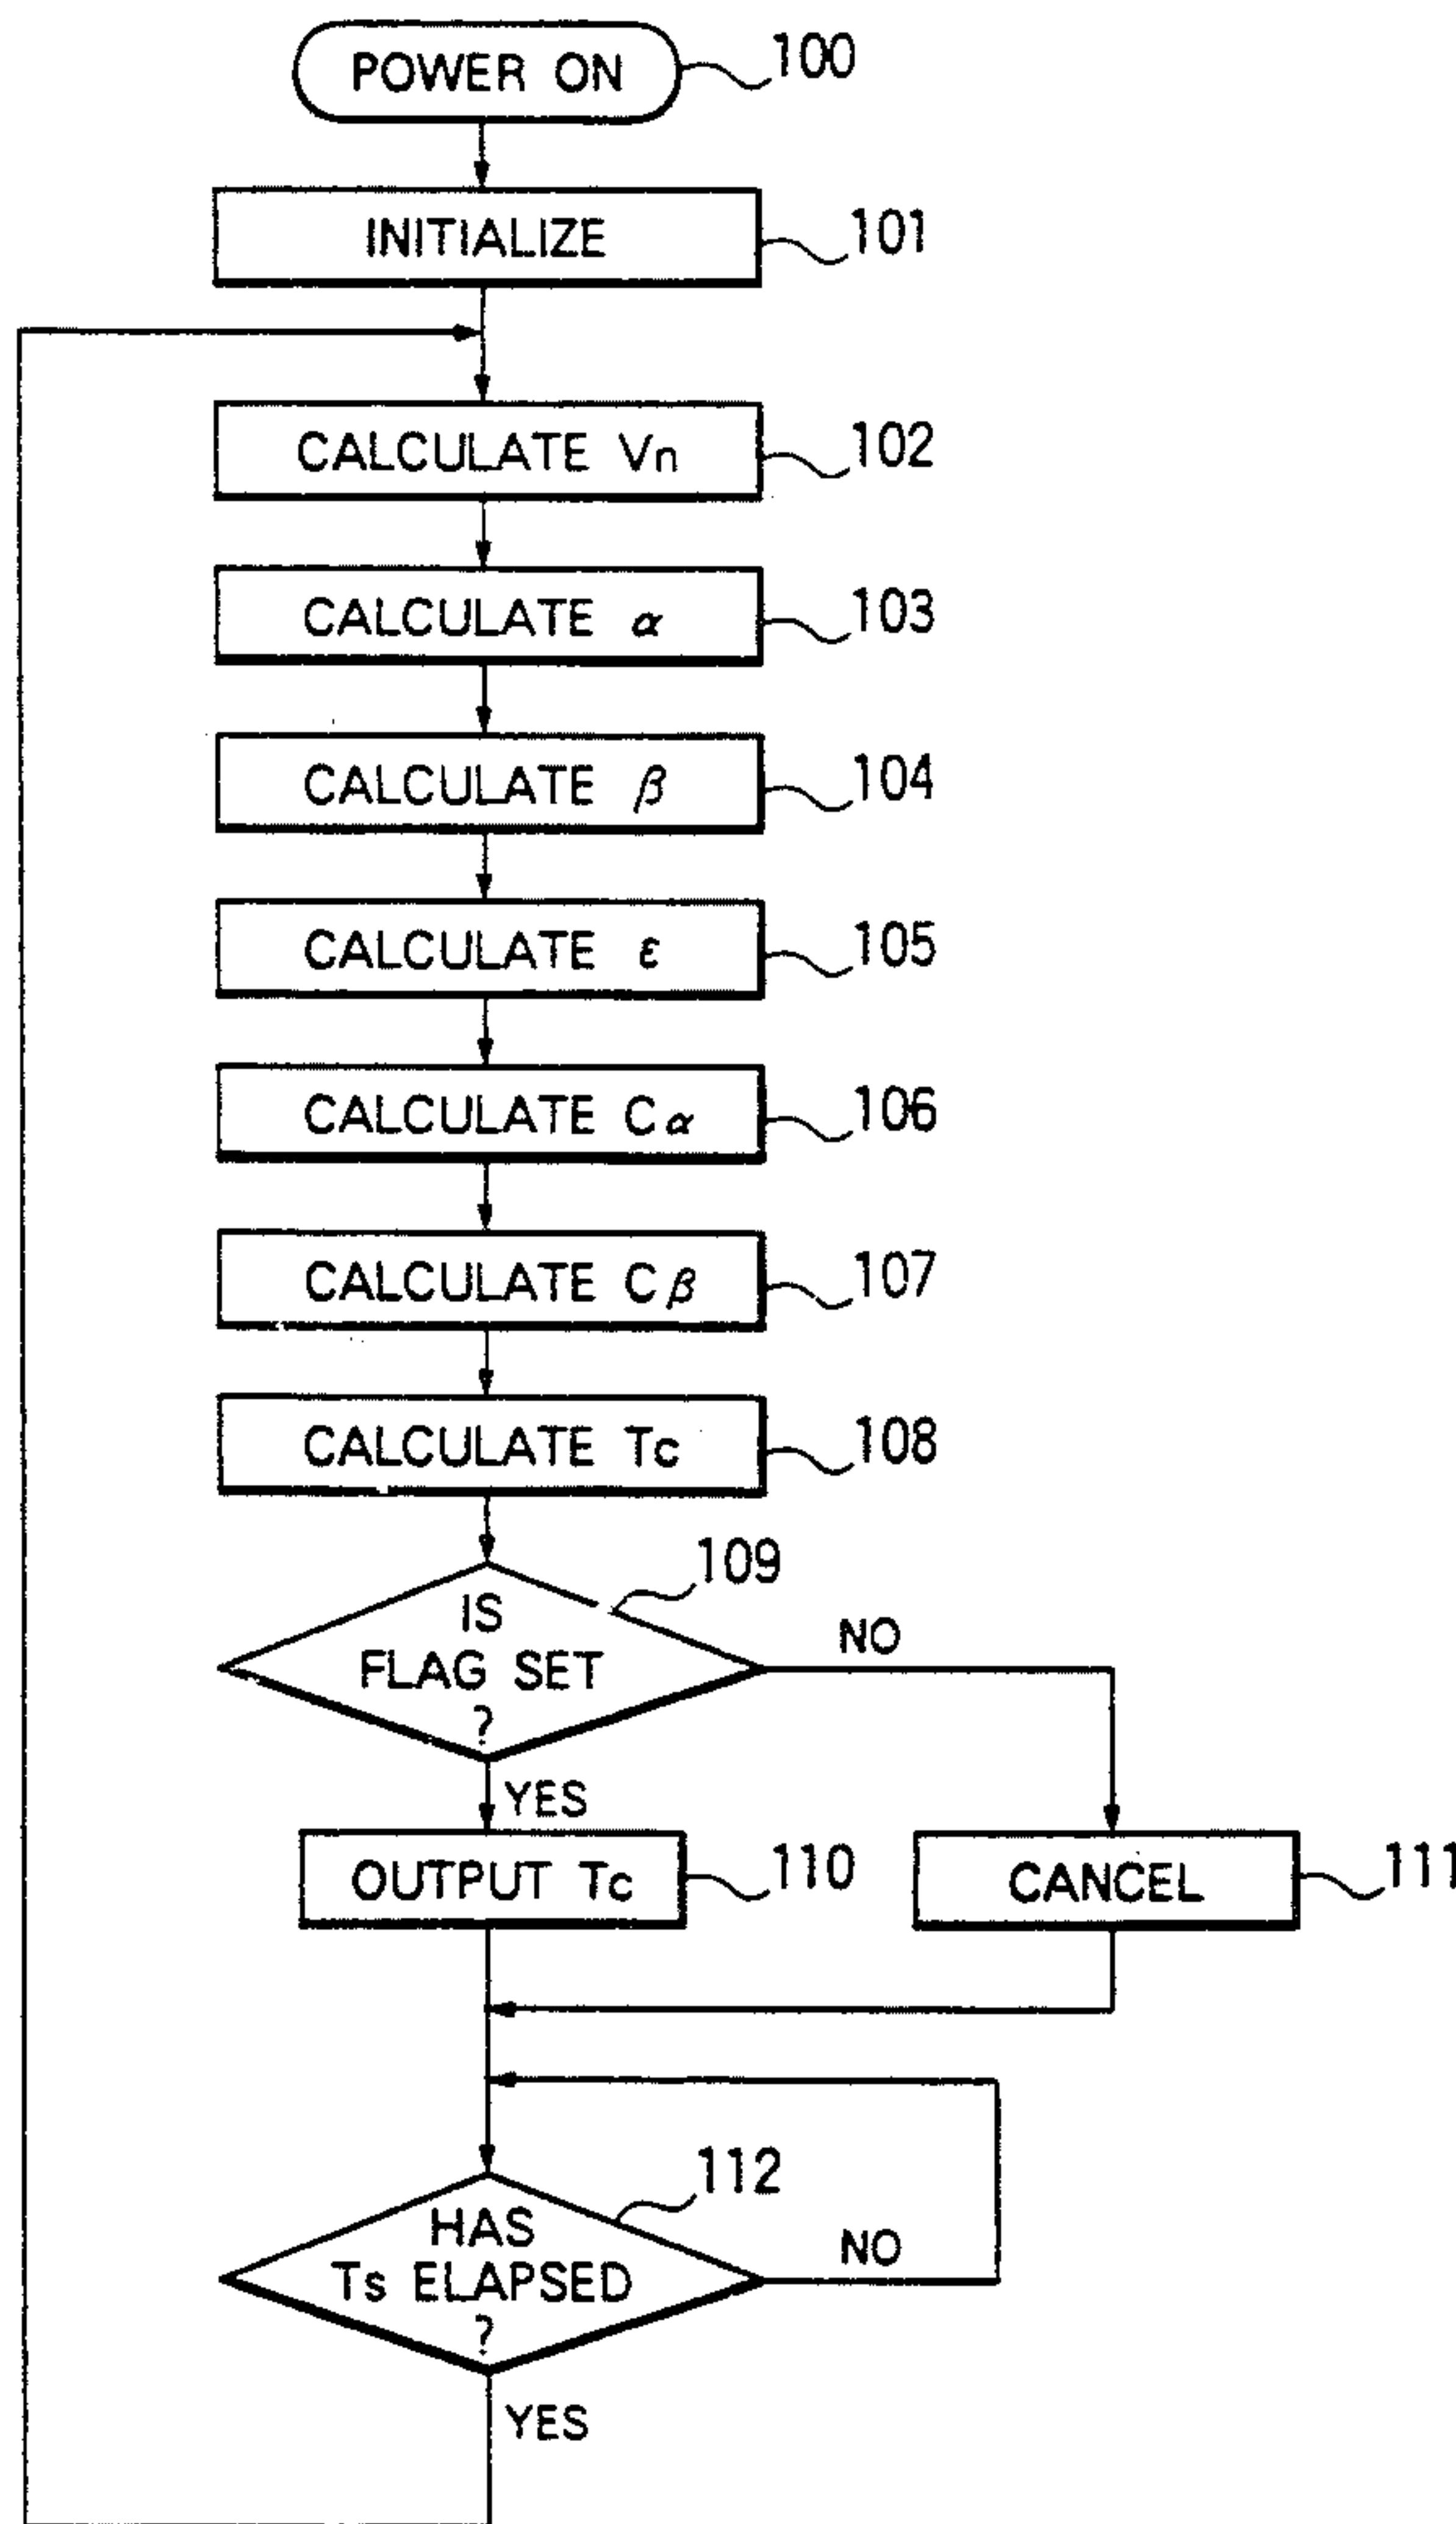 POWER ON 100
INITIALIZE 101
CALCULATE Vn 102
CALCULATE α 103
CALCULATE β 104
CALCULATE ε 105
CALCULATE Cα 106
CALCULATE Cβ 107
CALCULATE Tc 108
109
IS
FLAG SET
?
NO
YES
OUTPUT Tc 110
CANCEL 111
112
HAS
Ts ELAPSED
?
NO
YES